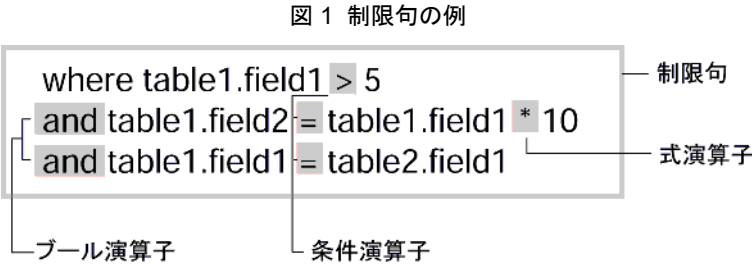 図 1 制限句の例
where table1.field1 > 5
制限句
and table1.field2 = table1.field1 * 10
and table1.field1 = table2.field1
式演算子
ブール演算子
条件演算子